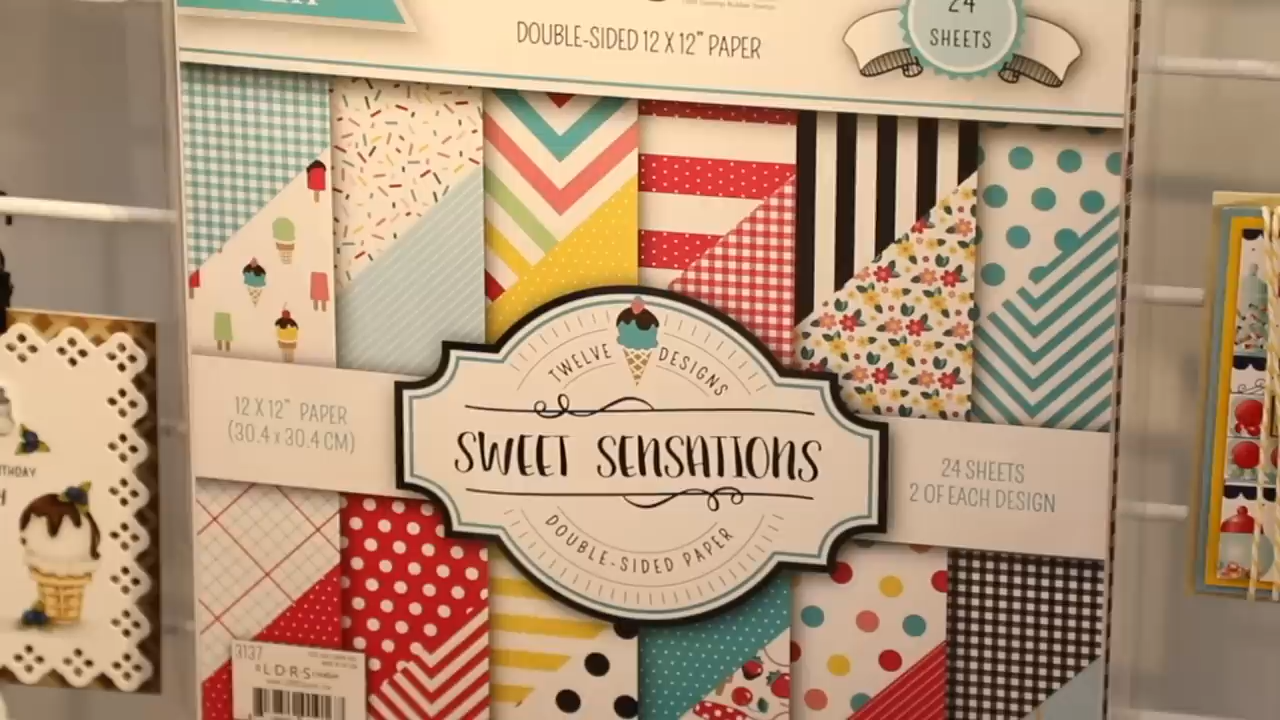 24
SHEETS
DOUBLE-SIDED 12 X 12" PAPER
TWELVE DESIGNS
12 X 12" PAPER
(30.4 x 30.4 CM)
SWEET SENSATIONS
24 SHEETS
2 OF EACH DESIGN
DOUBLE-SIDED PAPER
3137
LDRS